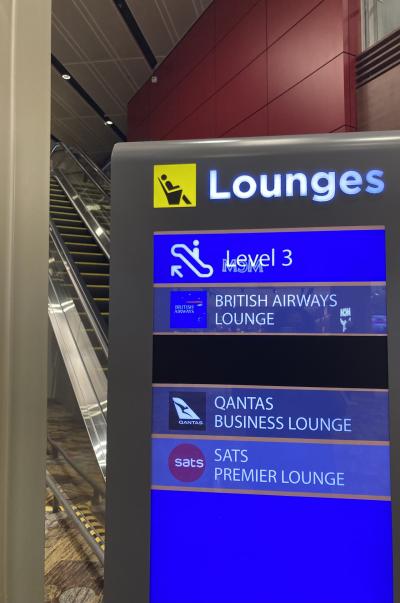 Lounges
Level 3
BRITISH AIRWAYS
BRITISH AIRWAYS
LOUNGE
QANTAS
QANTAS
BUSINESS LOUNGE
sats
SATS
PREMIER LOUNGE